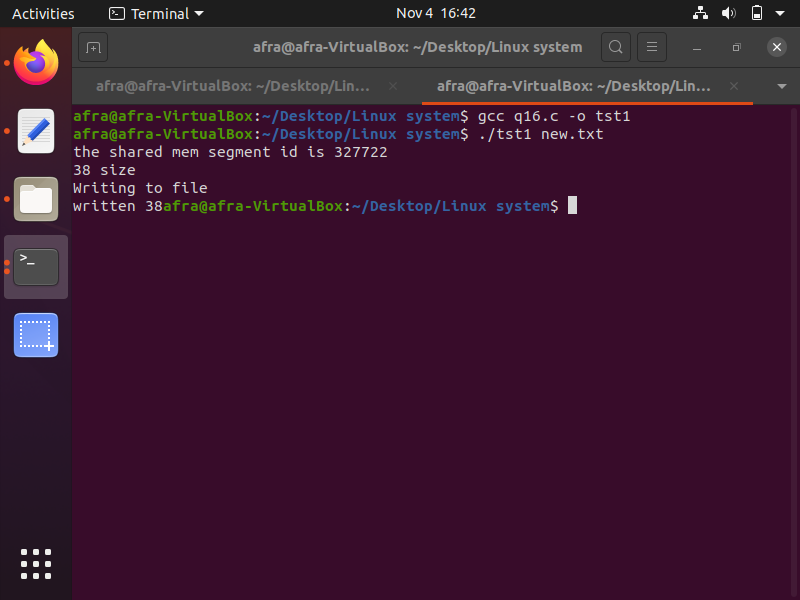 Activities Terminal Nov 4 16:42
afra@afra-VirtualBox: ~/Desktop/Linux system
afra@afra-VirtualBox: ~/Desktop/Lin... × afra@afra-VirtualBox: ~/Desktop/Lin... ×
afra@afra-VirtualBox:~/Desktop/Linux system$ gcc q16.c -o tst1
afra@afra-VirtualBox:~/Desktop/Linux system$ ./tst1 new.txt
the shared mem segment id is 327722
38 size
Writing to file
written 38afra@afra-VirtualBox:~/Desktop/Linux system$